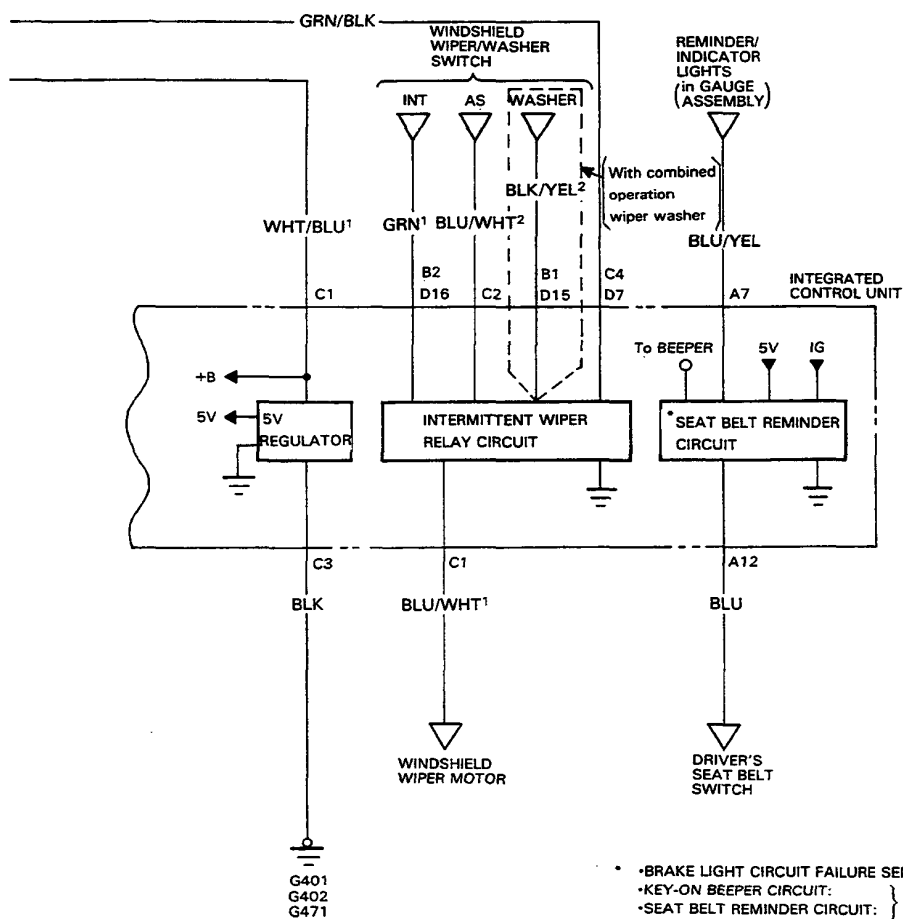 GRN/BLK
WINDSHIELD
WIPER/WASHER
SWITCH
REMINDER/
INDICATOR
LIGHTS
(in GAUGE
ASSEMBLY)
INT
AS
WASHER
With combined
operation
wiper washer
BLK/YEL²
WHT/BLU¹
GRN¹
BLU/WHT²
BLU/YEL
C1
B2
D16
C2
B1
D15
C4
D7
A7
INTEGRATED
CONTROL UNIT
+B
5V
5V
REGULATOR
INTERMITTENT WIPER
RELAY CIRCUIT
To BEEPER
5V
IG
*SEAT BELT REMINDER
CIRCUIT
C3
C1
A12
BLK
BLU/WHT¹
BLU
WINDSHIELD
WIPER MOTOR
DRIVER'S
SEAT BELT
SWITCH
G401
G402
G471
* •BRAKE LIGHT CIRCUIT FAILURE SE
•KEY-ON BEEPER CIRCUIT:
•SEAT BELT REMINDER CIRCUIT: }